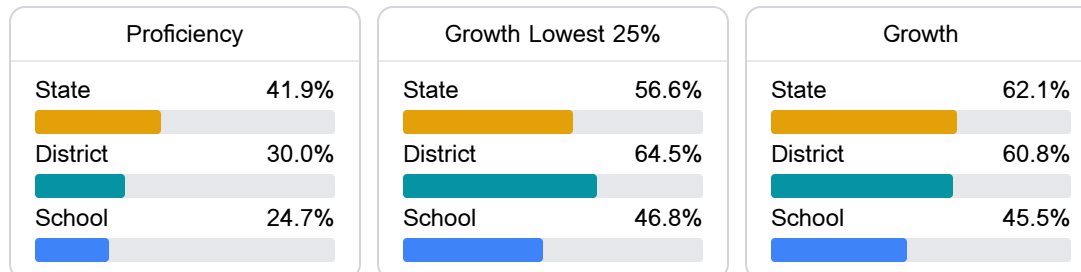 Proficiency
State 41.9%
District 30.0%
School 24.7%
Growth Lowest 25%
State 56.6%
District 64.5%
School 46.8%
Growth
State 62.1%
District 60.8%
School 45.5%